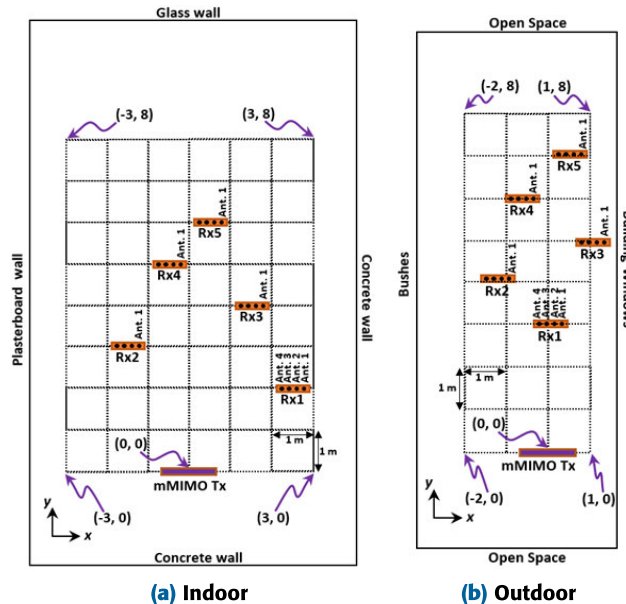 Glass wall
(-3, 8)
(3, 8)
Ant. 1
Rx5
Ant. 1
Rx4
Ant. 1
Rx3
Ant. 1
Rx2
Ant. 4
Ant. 3
Ant. 2
Ant. 1
Rx1
1 m
1 m
(0, 0)
mMIMO Tx
y
x
(-3, 0)
(3, 0)
Plasterboard wall
Concrete wall
Concrete wall
(a) Indoor
Open Space
(-2, 8)
(1, 8)
Ant. 1
Rx5
Ant. 1
Rx4
Ant. 1
Rx3
Ant. 1
Rx2
Ant. 4
Ant. 3
Ant. 2
Ant. 1
Rx1
1 m
1 m
(0, 0)
mMIMO Tx
y
x
(-2, 0)
(1, 0)
Bushes
Open Space
(b) Outdoor